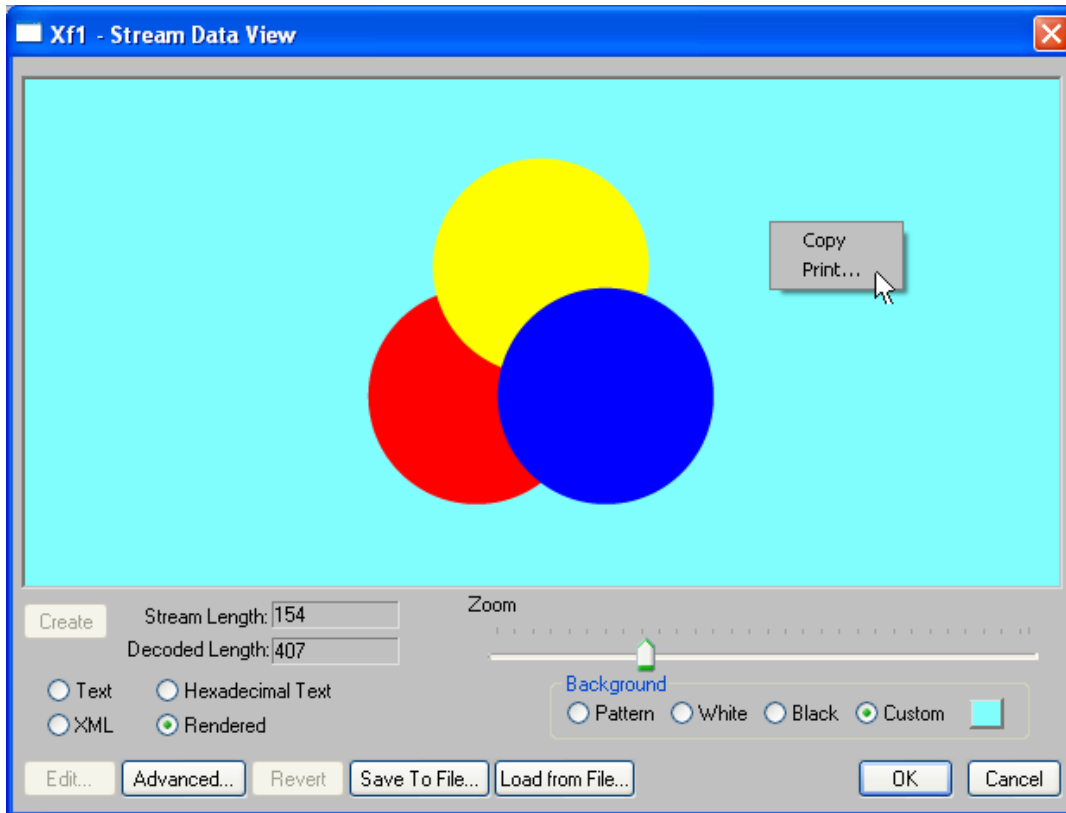 Xf1 - Stream Data View
Copy
Print...
Create
Stream Length: 154
Decoded Length: 407
Zoom
Text
Hexadecimal Text
XML
Rendered
Background
Pattern
White
Black
Custom
Edit...
Advanced...
Revert
Save To File...
Load from File...
OK
Cancel